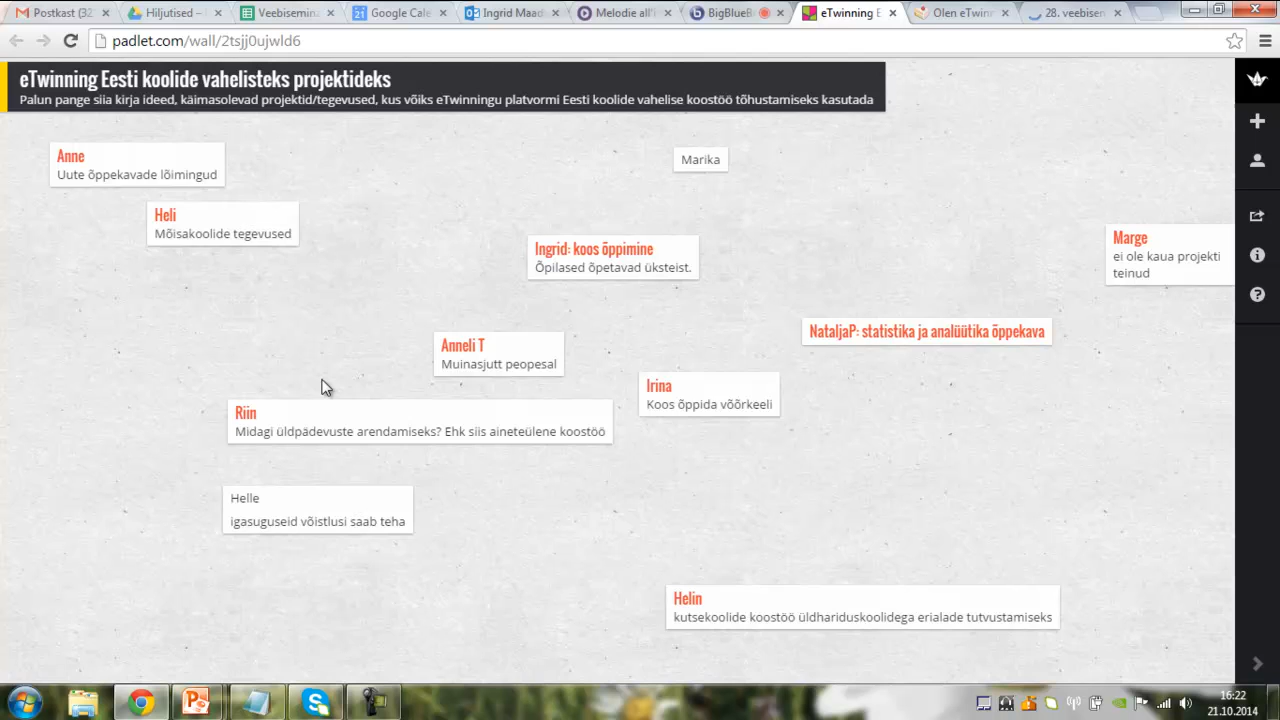 Postkast (32
Hiljutised –
Veebisemina
Google Cale
Ingrid Maad
Melodie all'i
BigBlueB
eTwinning E
Olen eTwinn
28. veebisen
padlet.com/wall/2tsjj0ujwld6
eTwinning Eesti koolide vahelisteks projektideks
Palun pange siia kirja ideed, käimasolevad projektid/tegevused, kus võiks eTwinningu platvormi Eesti koolide vahelise koostöö tõhustamiseks kasutada
Anne
Uute õppekavade lõimingud
Marika
Heli
Mõisakoolide tegevused
Ingrid: koos õppimine
Õpilased õpetavad üksteist.
Marge
ei ole kaua projekti
teinud
NataljaP: statistika ja analüütika õppekava
Anneli T
Muinasjutt peopesal
Irina
Koos õppida võõrkeeli
Riin
Midagi üldpädevuste arendamiseks? Ehk siis aineteülene koostöö
Helle
igasuguseid võistlusi saab teha
Helin
kutsekoolide koostöö üldhariduskoolidega erialade tutvustamiseks
16:22
21.10.2014